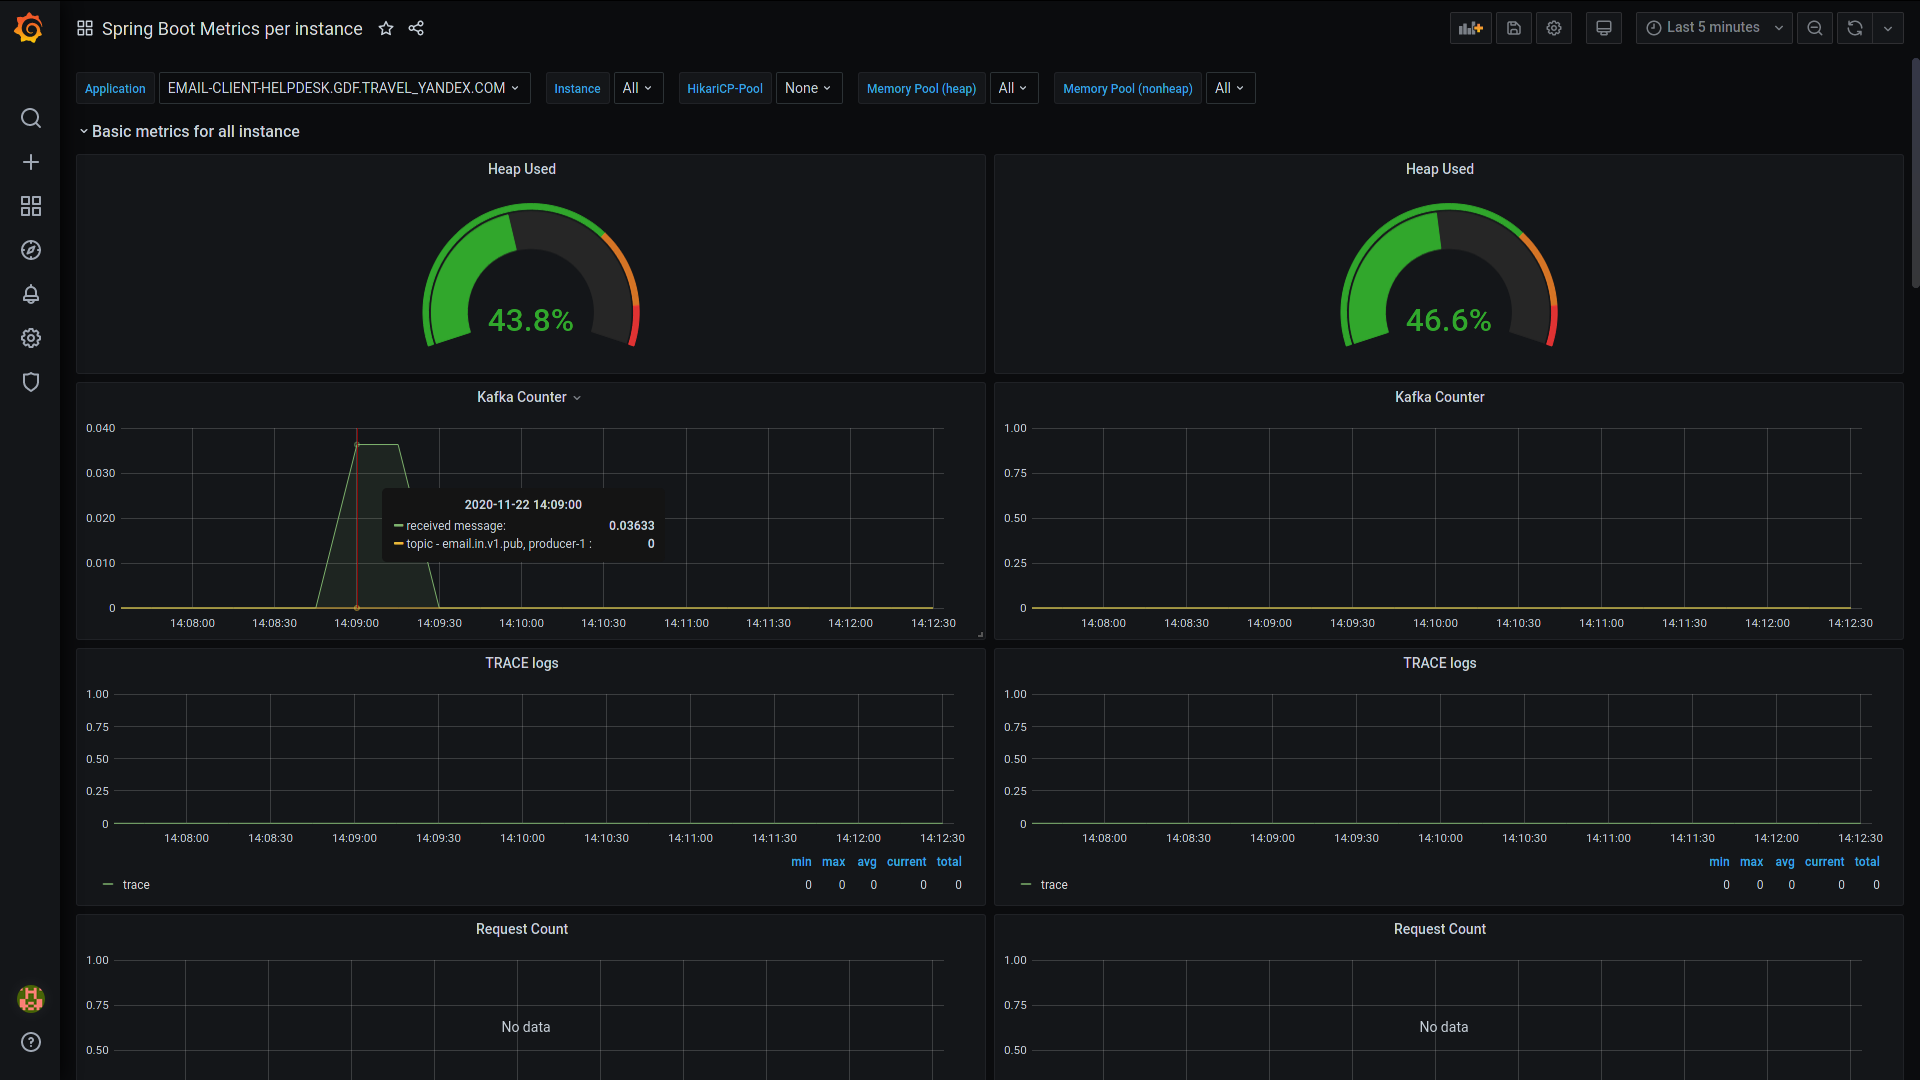 Spring Boot Metrics per instance
Last 5 minutes
Application EMAIL-CLIENT-HELPDESK.GDF.TRAVEL_YANDEX.COM Instance All HikariCP-Pool None Memory Pool (heap) All Memory Pool (nonheap) All
Basic metrics for all instance
Heap Used
43.8%
Heap Used
46.6%
Kafka Counter
0.040
0.030
0.020
0.010
0
14:08:00 14:08:30 14:09:00 14:09:30 14:10:00 14:10:30 14:11:00 14:11:30 14:12:00 14:12:30
2020-11-22 14:09:00
received message: 0.03633
topic - email.in.v1.pub, producer-1 : 0
Kafka Counter
1.00
0.75
0.50
0.25
0
14:08:00 14:08:30 14:09:00 14:09:30 14:10:00 14:10:30 14:11:00 14:11:30 14:12:00 14:12:30
TRACE logs
1.00
0.75
0.50
0.25
0
14:08:00 14:08:30 14:09:00 14:09:30 14:10:00 14:10:30 14:11:00 14:11:30 14:12:00 14:12:30
min max avg current total
trace 0 0 0 0 0
TRACE logs
1.00
0.75
0.50
0.25
0
14:08:00 14:08:30 14:09:00 14:09:30 14:10:00 14:10:30 14:11:00 14:11:30 14:12:00 14:12:30
min max avg current total
trace 0 0 0 0 0
Request Count
1.00
0.75
No data
0.50
Request Count
1.00
0.75
No data
0.50